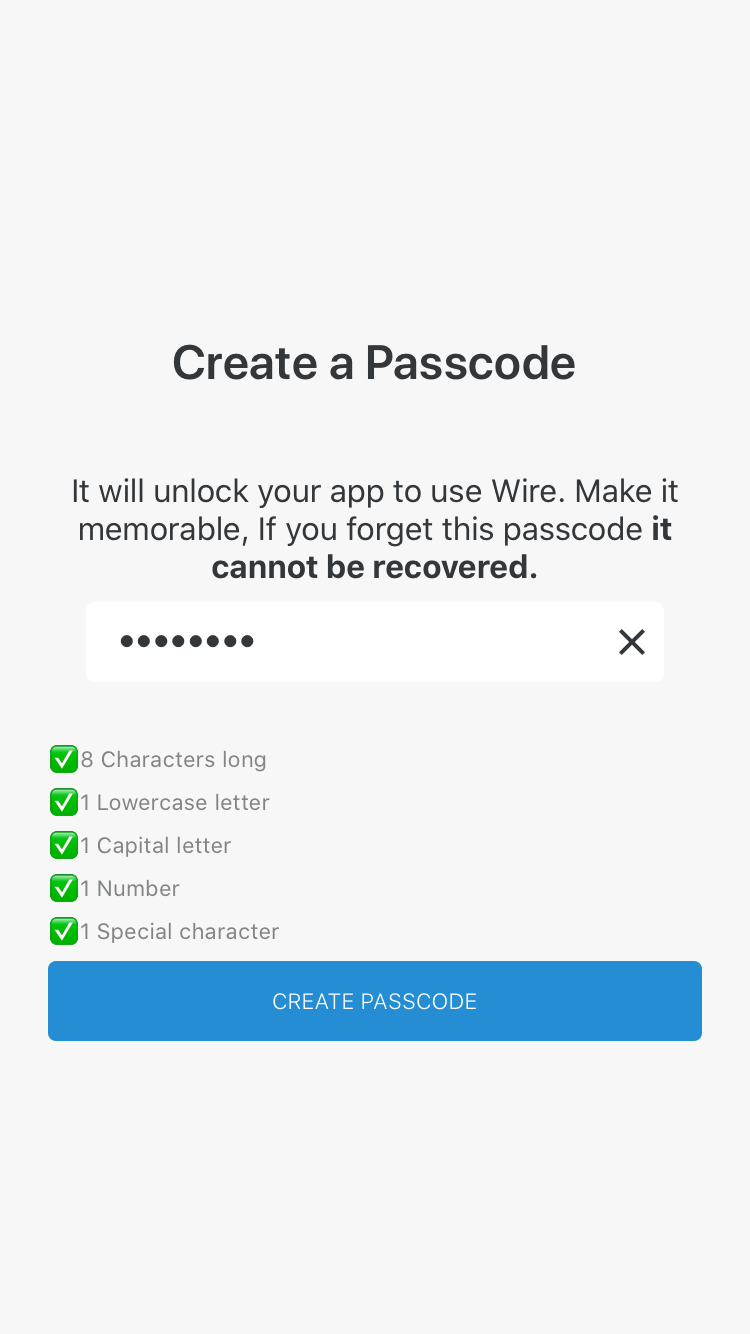 Create a Passcode
It will unlock your app to use Wire. Make it
memorable, If you forget this passcode it
cannot be recovered.
••••••••
✅8 Characters long
✅1 Lowercase letter
✅1 Capital letter
✅1 Number
✅1 Special character
CREATE PASSCODE